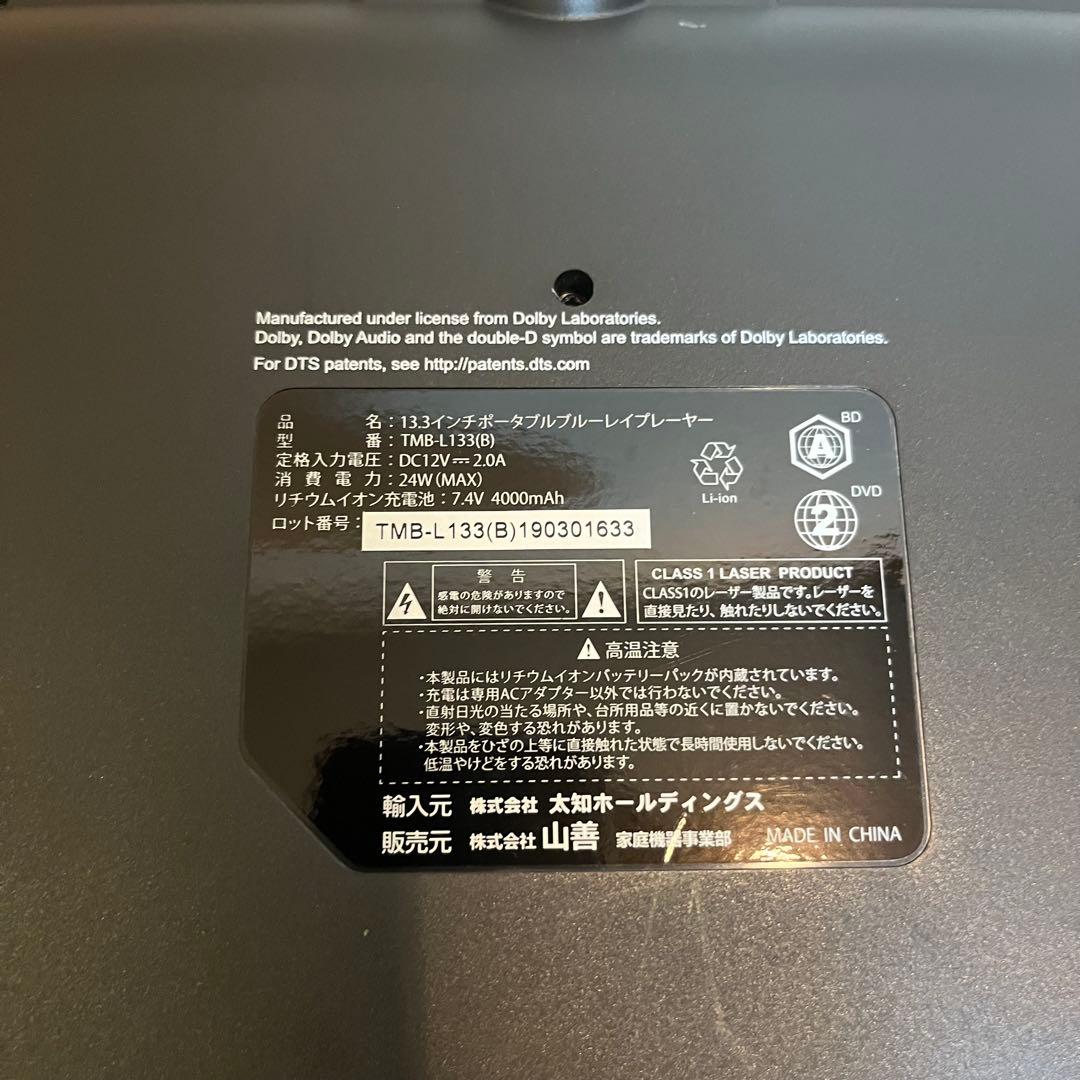 Manufactured under license from Dolby Laboratories.
Dolby, Dolby Audio and the double-D symbol are trademarks of Dolby Laboratories.
For DTS patents, see http://patents.dts.com
品 名：13.3インチポータブルブルーレイプレーヤー
型 番：TMB-L133(B)
定格入力電圧：DC12V⎓2.0A
消費電力：24W(MAX)
リチウムイオン充電池：7.4V 4000mAh
ロット番号：TMB-L133(B)190301633
Li-ion
A
BD
2
DVD
警告
感電の危険がありますので
絶対に開けないでください。
CLASS 1 LASER PRODUCT
CLASS1のレーザー製品です。レーザーを
直接見たり、触れたりしないでください。
高温注意
・本製品にはリチウムイオンバッテリーパックが内蔵されています。
・充電は専用ACアダプター以外では行わないでください。
・直射日光の当たる場所や、台所用品等の近くに置かないでください。
変形や、変色する恐れがあります。
・本製品をひざの上等に直接触れた状態で長時間使用しないでください。
低温やけどをする恐れがあります。
輸入元 株式会社 太知ホールディングス
販売元 株式会社 山善 家庭機器事業部 MADE IN CHINA